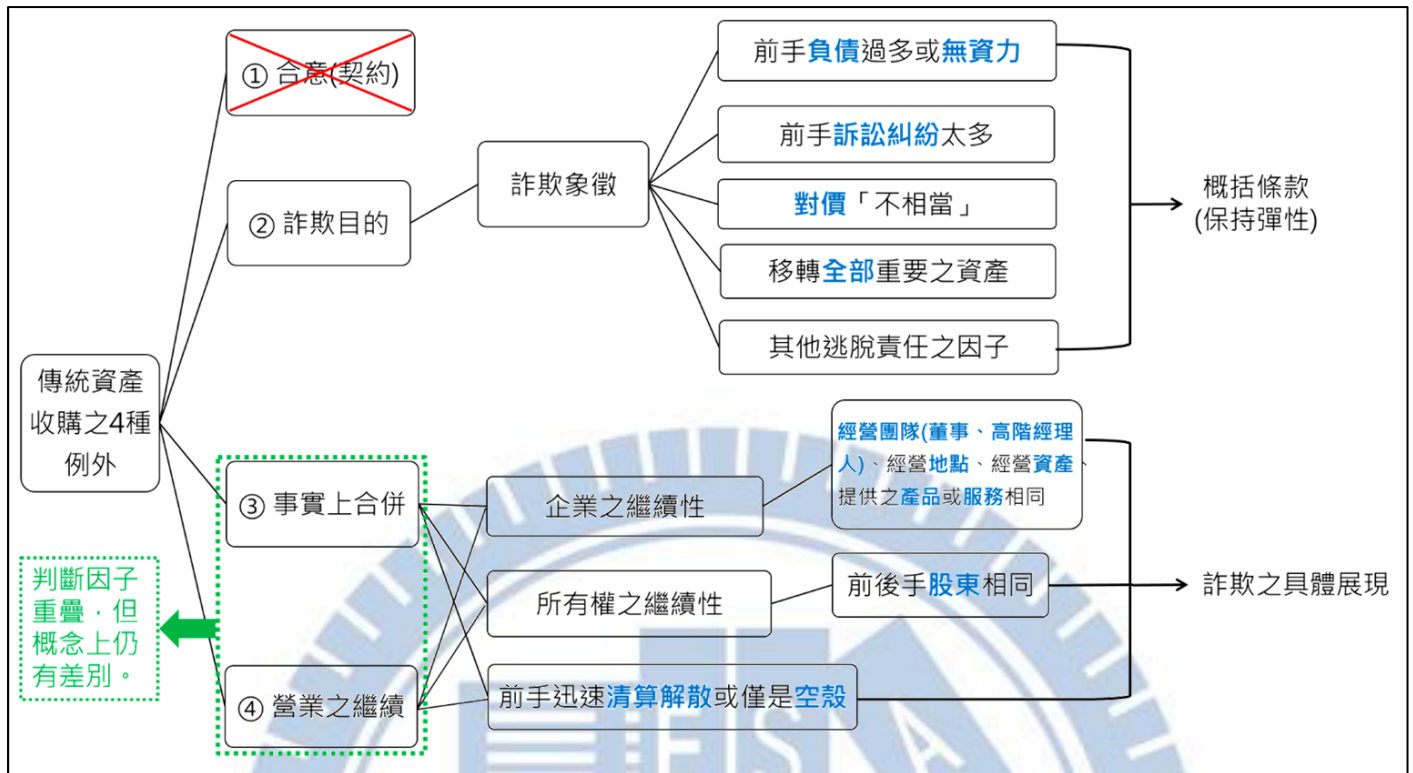 ① 合意(契約)
② 詐欺目的
詐欺象徵
前手負債過多或無資力
前手訴訟糾紛太多
對價「不相當」
移轉全部重要之資產
其他逃脫責任之因子
概括條款
(保持彈性)
傳統資產
收購之4種
例外
③ 事實上合併
④ 營業之繼續
判斷因子
重疊，但
概念上仍
有差別。
企業之繼續性
經營團隊(董事、高階經理
人)、經營地點、經營資產、
提供之產品或服務相同
所有權之繼續性
前後手股東相同
前手迅速清算解散或僅是空殼
詐欺之具體展現
E S A